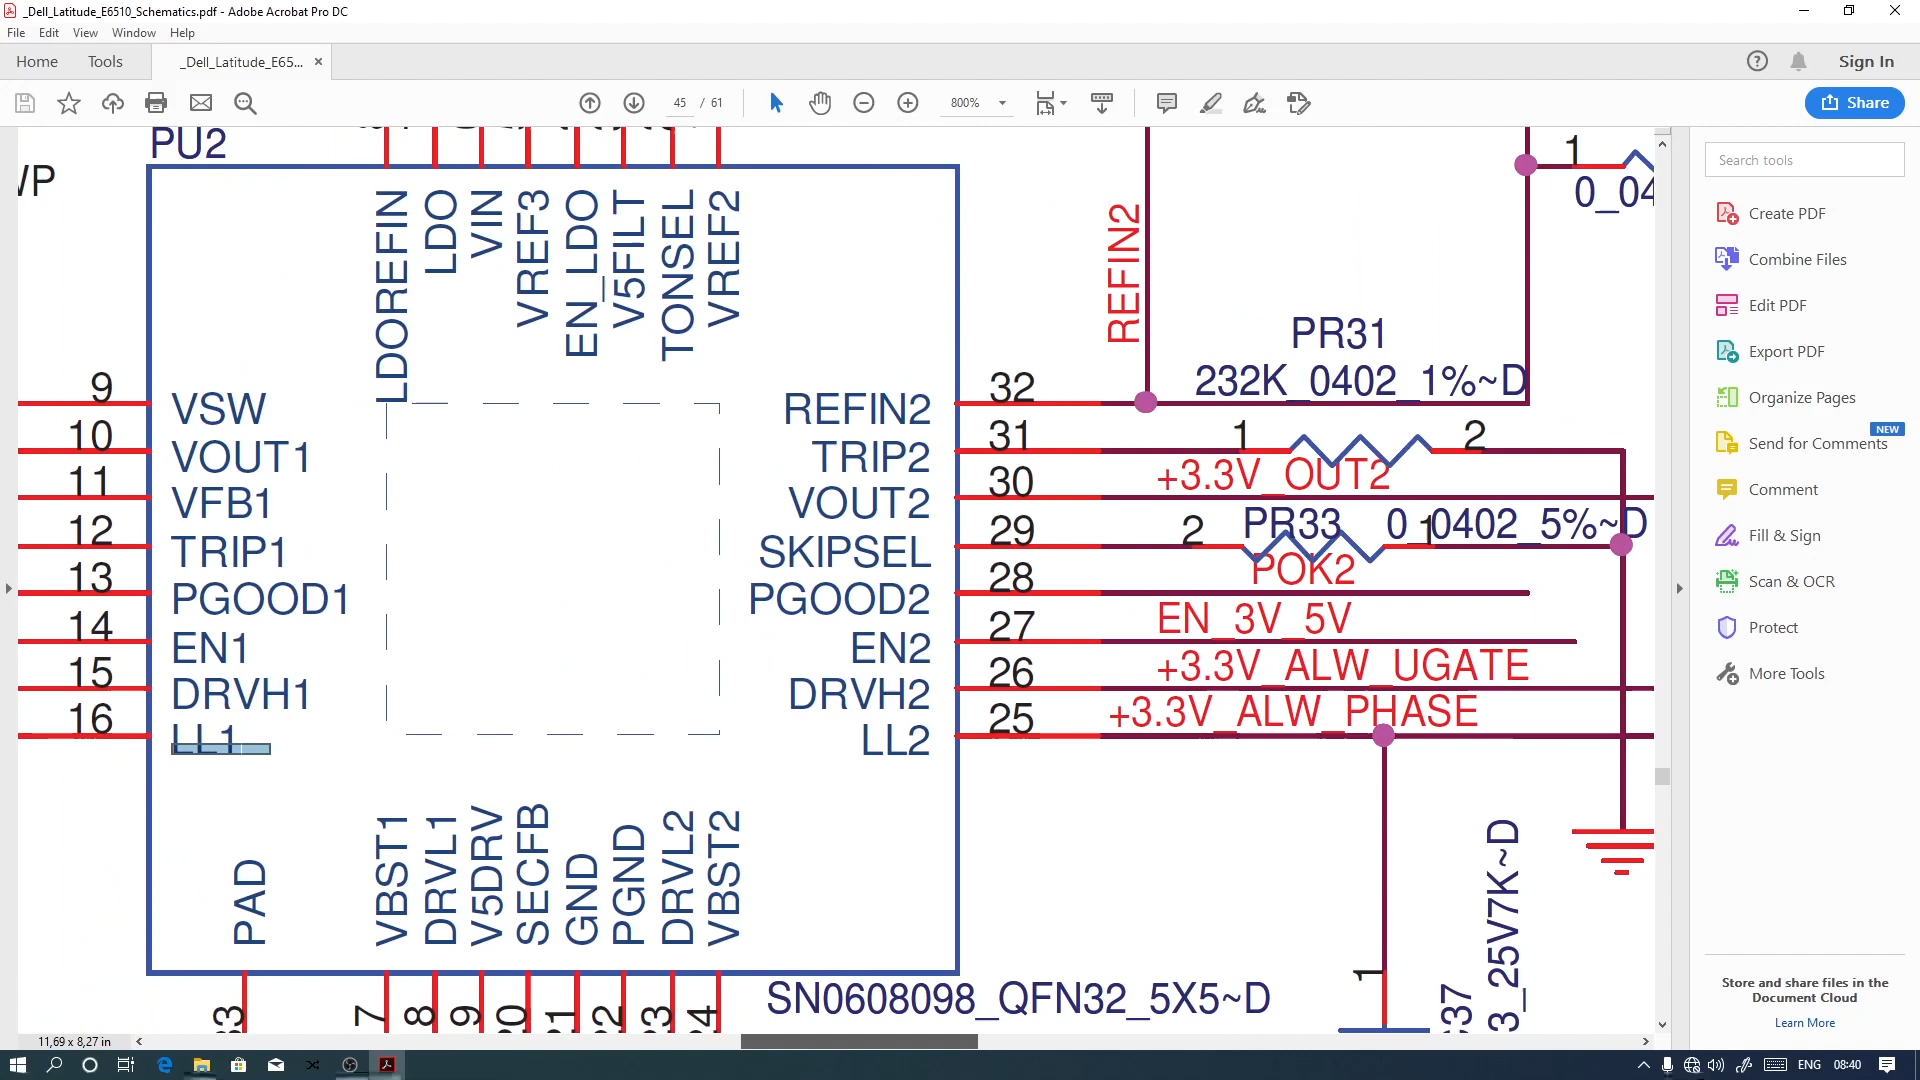 _Dell_Latitude_E6510_Schematics.pdf - Adobe Acrobat Pro DC
File Edit View Window Help
Home Tools _Dell_Latitude_E65... × Sign In
45 / 61 800% Share
PU2
LDOREFIN
LDO
VIN
VREF3
EN_LDO
V5FILT
TONSEL
VREF2
9 VSW
10 VOUT1
11 VFB1
12 TRIP1
13 PGOOD1
14 EN1
15 DRVH1
16 LL1
REFIN2 32
TRIP2 31
VOUT2 30
SKIPSEL 29
PGOOD2 28
EN2 27
DRVH2 26
LL2 25
PAD
VBST1
DRVL1
V5DRV
SECFB
GND
PGND
DRVL2
VBST2
SN0608098_QFN32_5X5~D
REFIN2
1
0_04
PR31
232K_0402_1%~D
1 2
+3.3V_OUT2
2 PR33 0_0402_5%~D
1
POK2
EN_3V_5V
+3.3V_ALW_UGATE
+3.3V_ALW_PHASE
1
3_25V7K~D
Search tools
Create PDF
Combine Files
Edit PDF
Export PDF
Organize Pages
NEW
Send for Comments
Comment
Fill & Sign
Scan & OCR
Protect
More Tools
Store and share files in the
Document Cloud
Learn More
11,69 x 8,27 in
ENG 08:40